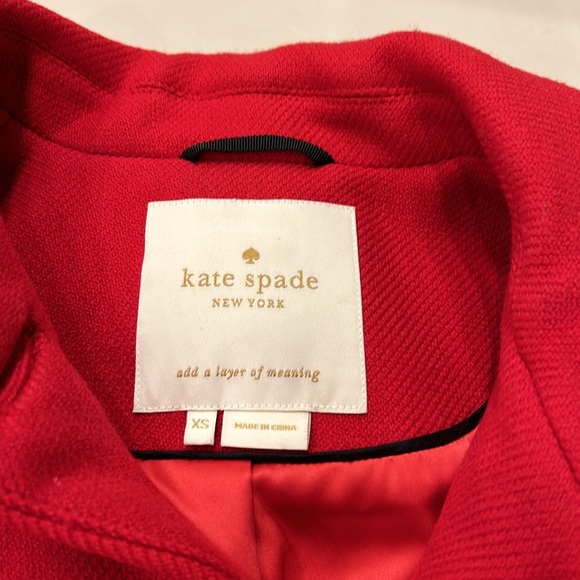 kate spade
NEW YORK
add a layer of meaning
XS
MADE IN CHINA